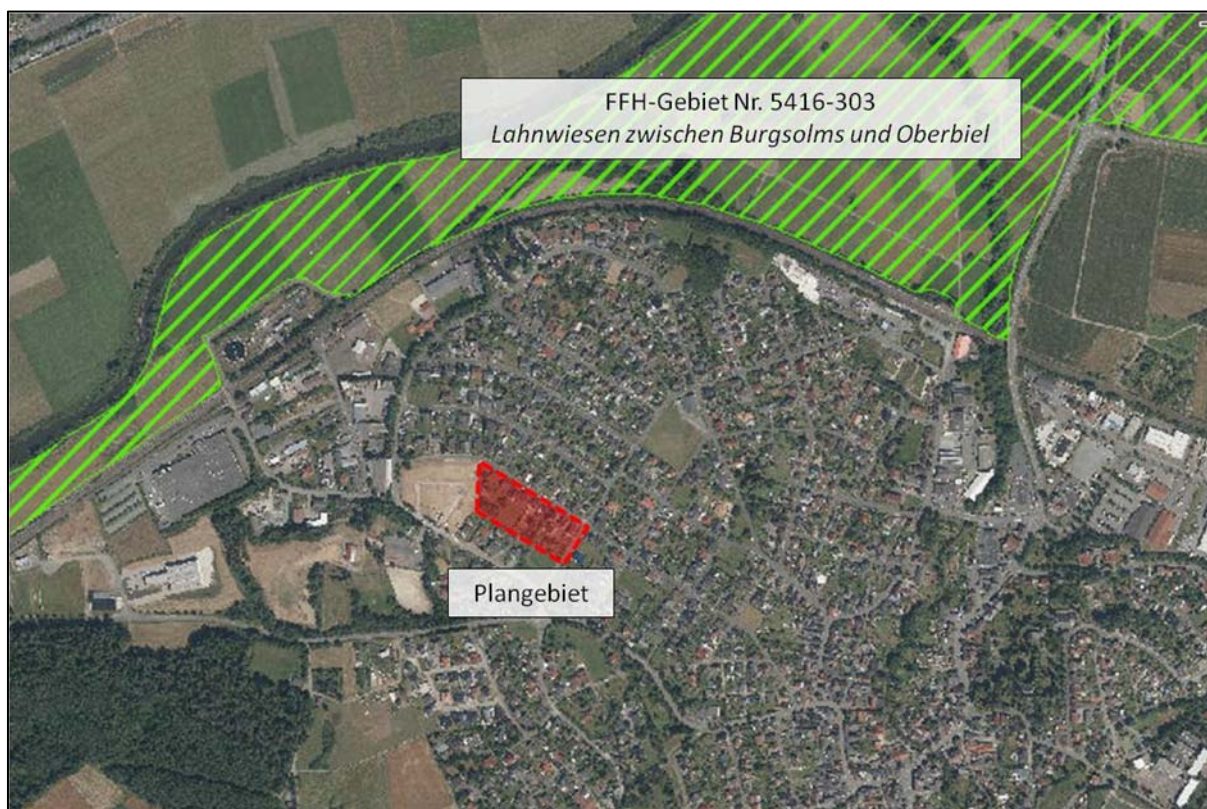 FFH-Gebiet Nr. 5416-303
Lahnwiesen zwischen Burgsolms und Oberbiel
Plangebiet